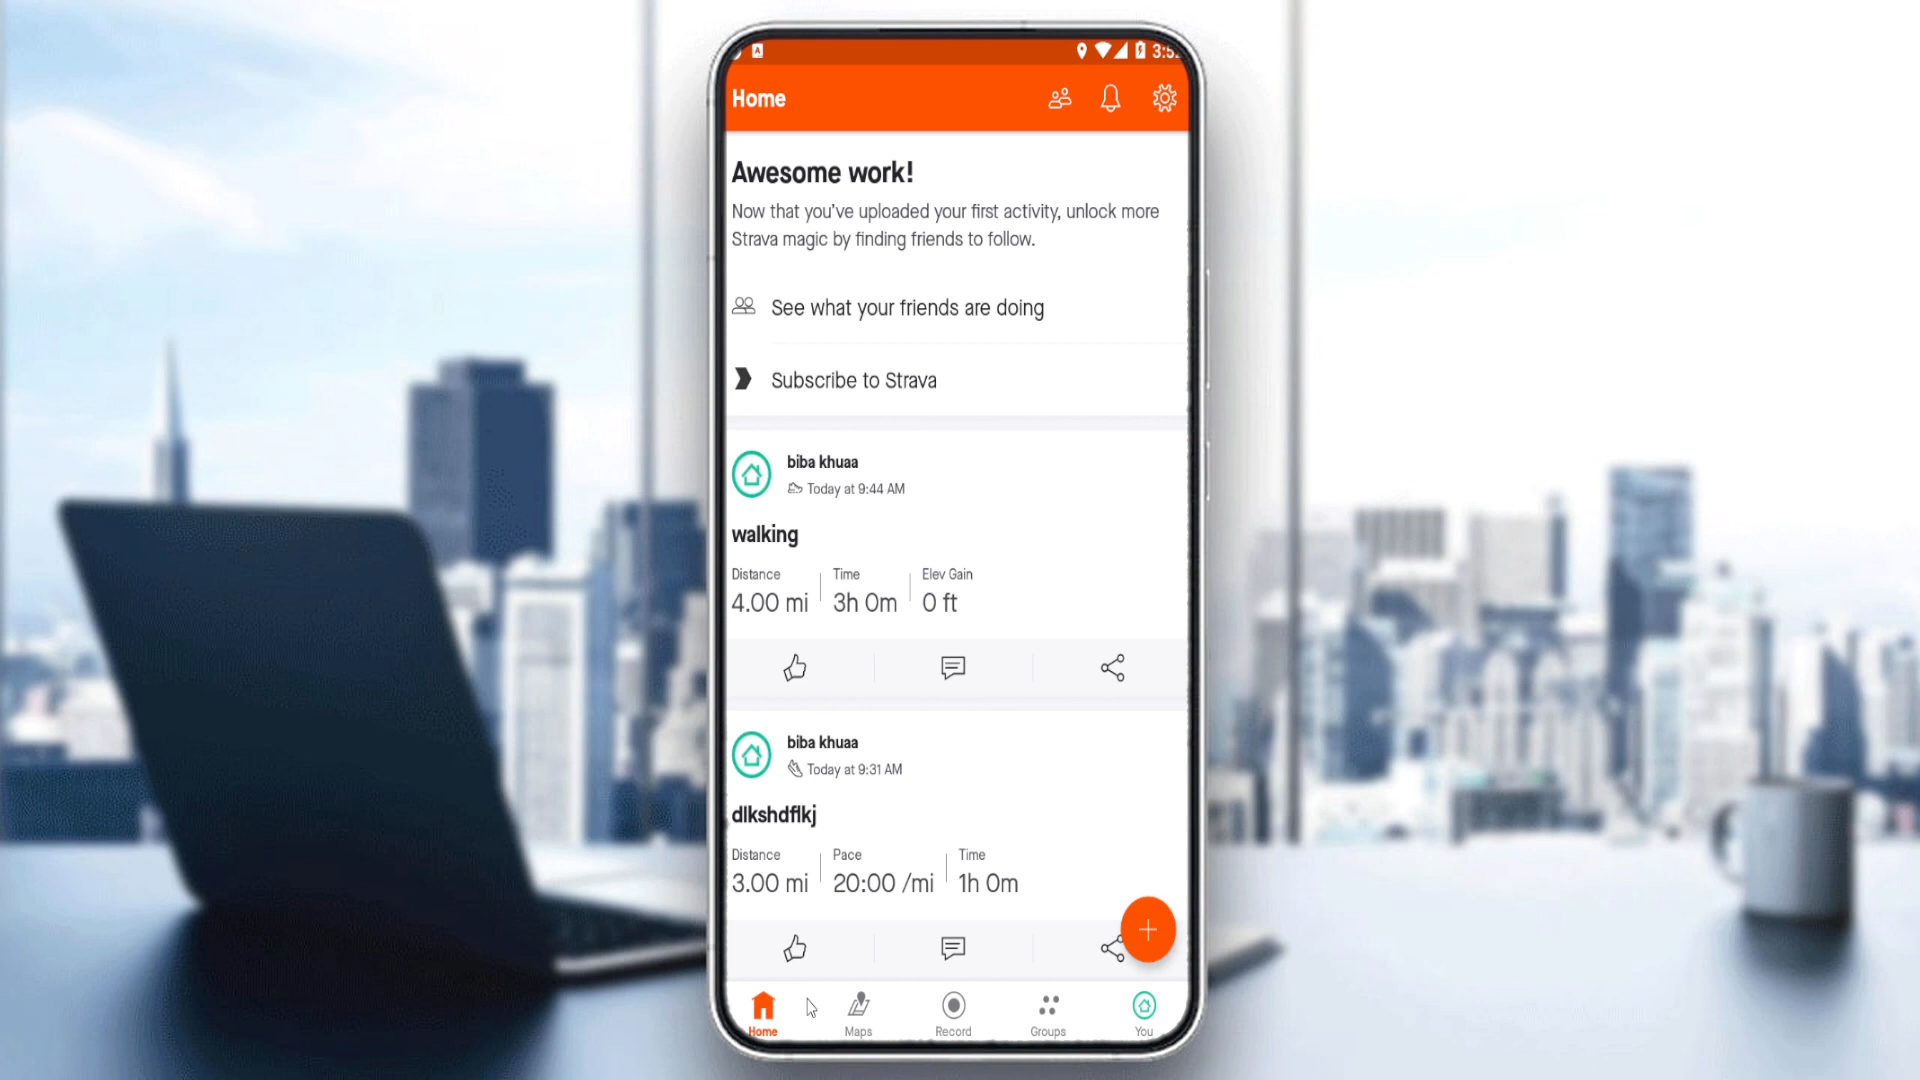 3:5
Home
Awesome work!
Now that you've uploaded your first activity, unlock more
Strava magic by finding friends to follow.
See what your friends are doing
Subscribe to Strava
biba khuaa
Today at 9:44 AM
walking
Distance Time Elev Gain
4.00 mi 3h 0m 0 ft
biba khuaa
Today at 9:31 AM
dlkshdflkj
Distance Pace Time
3.00 mi 20:00 /mi 1h 0m
Home Maps Record Groups You